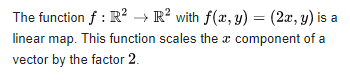 The function f : ℝ² → ℝ² with f(x, y) = (2x, y) is a
linear map. This function scales the x component of a
vector by the factor 2.